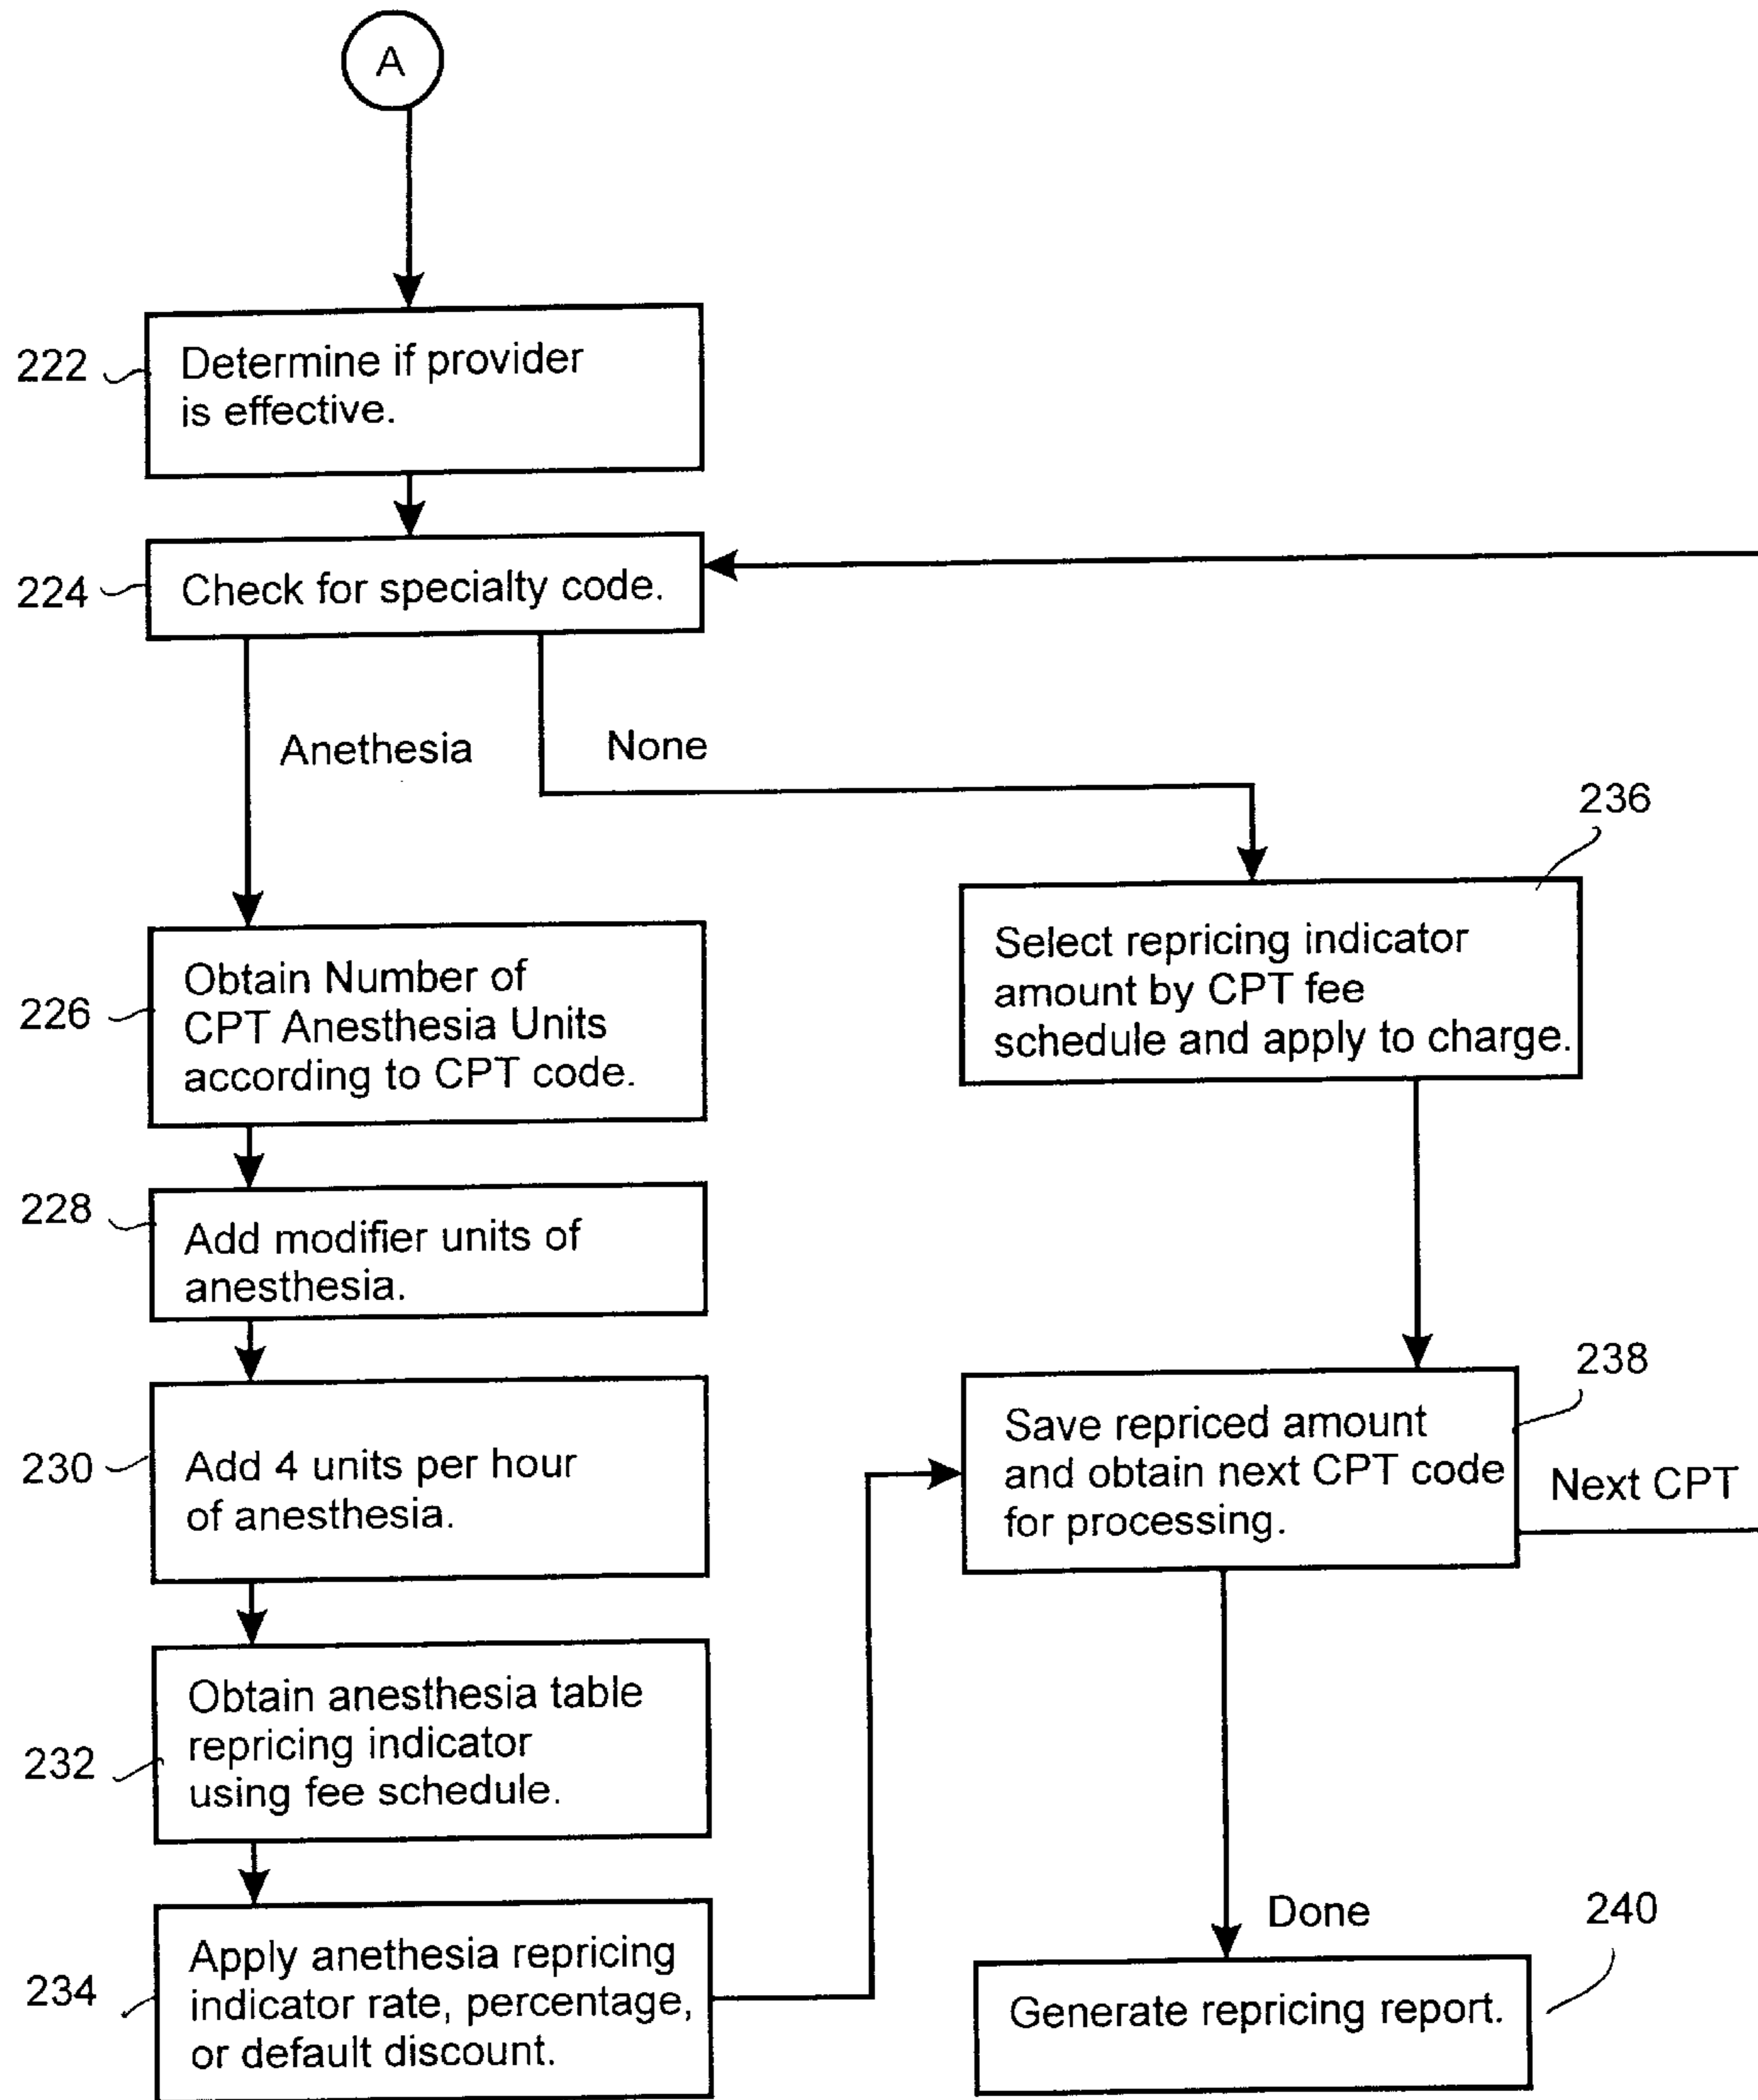 A
222
Determine if provider
is effective.
224
Check for specialty code.
Anethesia
None
236
Select repricing indicator
amount by CPT fee
schedule and apply to charge.
226
Obtain Number of
CPT Anesthesia Units
according to CPT code.
228
Add modifier units of
anesthesia.
230
Add 4 units per hour
of anesthesia.
238
Save repriced amount
and obtain next CPT code
for processing.
Next CPT
232
Obtain anesthesia table
repricing indicator
using fee schedule.
234
Apply anethesia repricing
indicator rate, percentage,
or default discount.
Done
240
Generate repricing report.